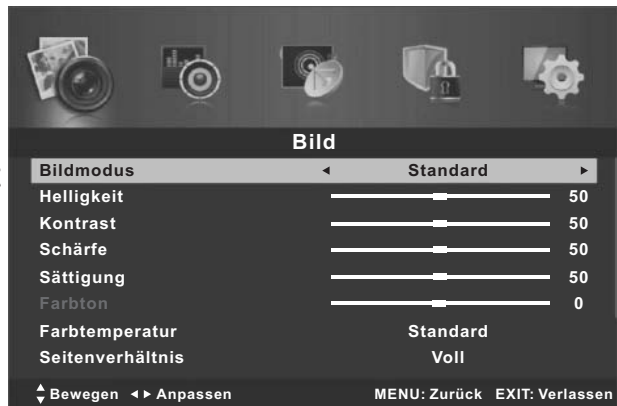 Bild
Bildmodus Standard
Helligkeit 50
Kontrast 50
Schärfe 50
Sättigung 50
Farbton 0
Farbtemperatur Standard
Seitenverhältnis Voll
Bewegen Anpassen MENU: Zurück EXIT: Verlassen